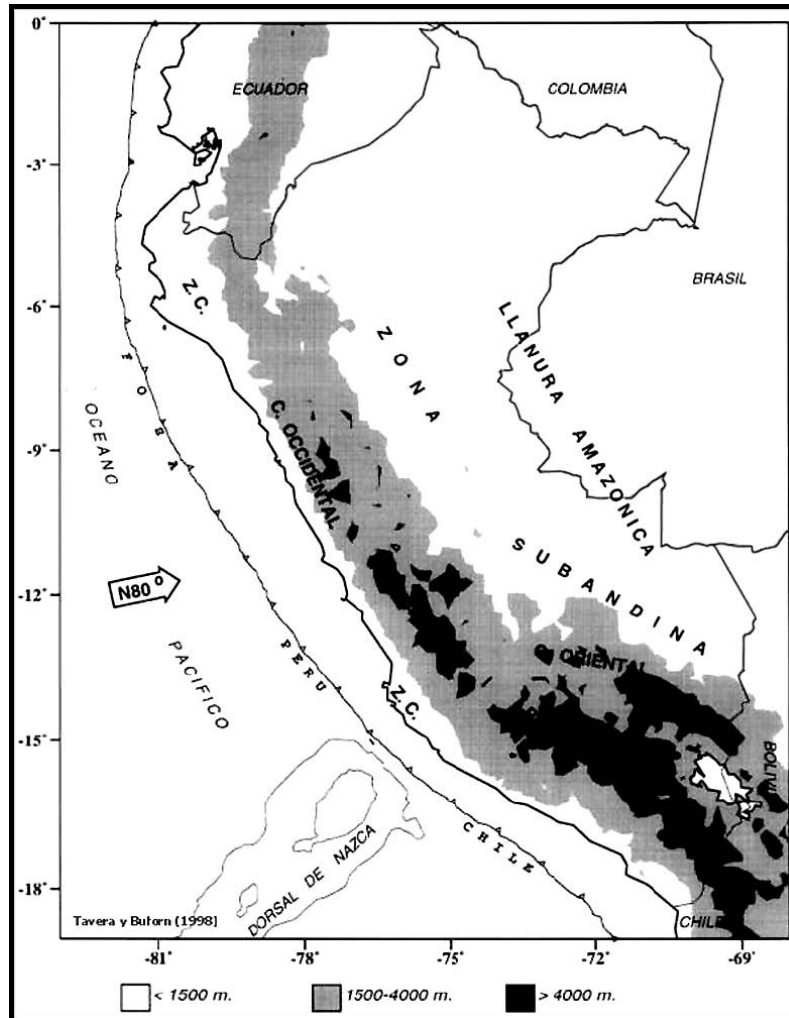 0°
-3°
-6°
-9°
-12°
-15°
-18°
ECUADOR
COLOMBIA
BRASIL
Z.C.
ZONA
LLANURA AMAZONICA
FOSA
OCEANO
C. OCCIDENTAL
SUBANDINA
N80°
C. ORIENTAL
PACIFICO
PERU
Z.C.
BOLIVI
CHILE
DORSAL DE NAZCA
Tavera y Buforn (1998)
CHILE
-81° -78° -75° -72° -69°
< 1500 m. 1500-4000 m. > 4000 m.